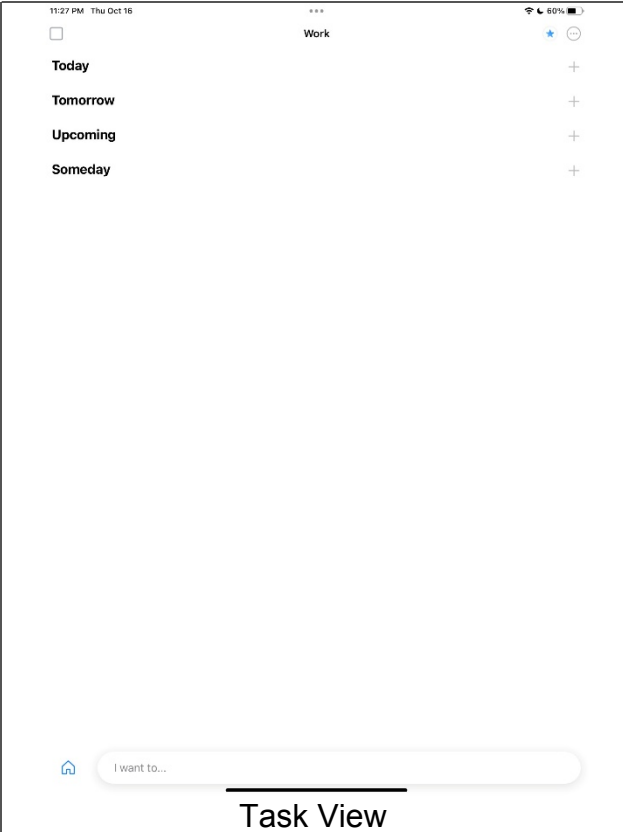 11:27 PM Thu Oct 16 60%
Work
Today
Tomorrow
Upcoming
Someday
I want to...
Task View